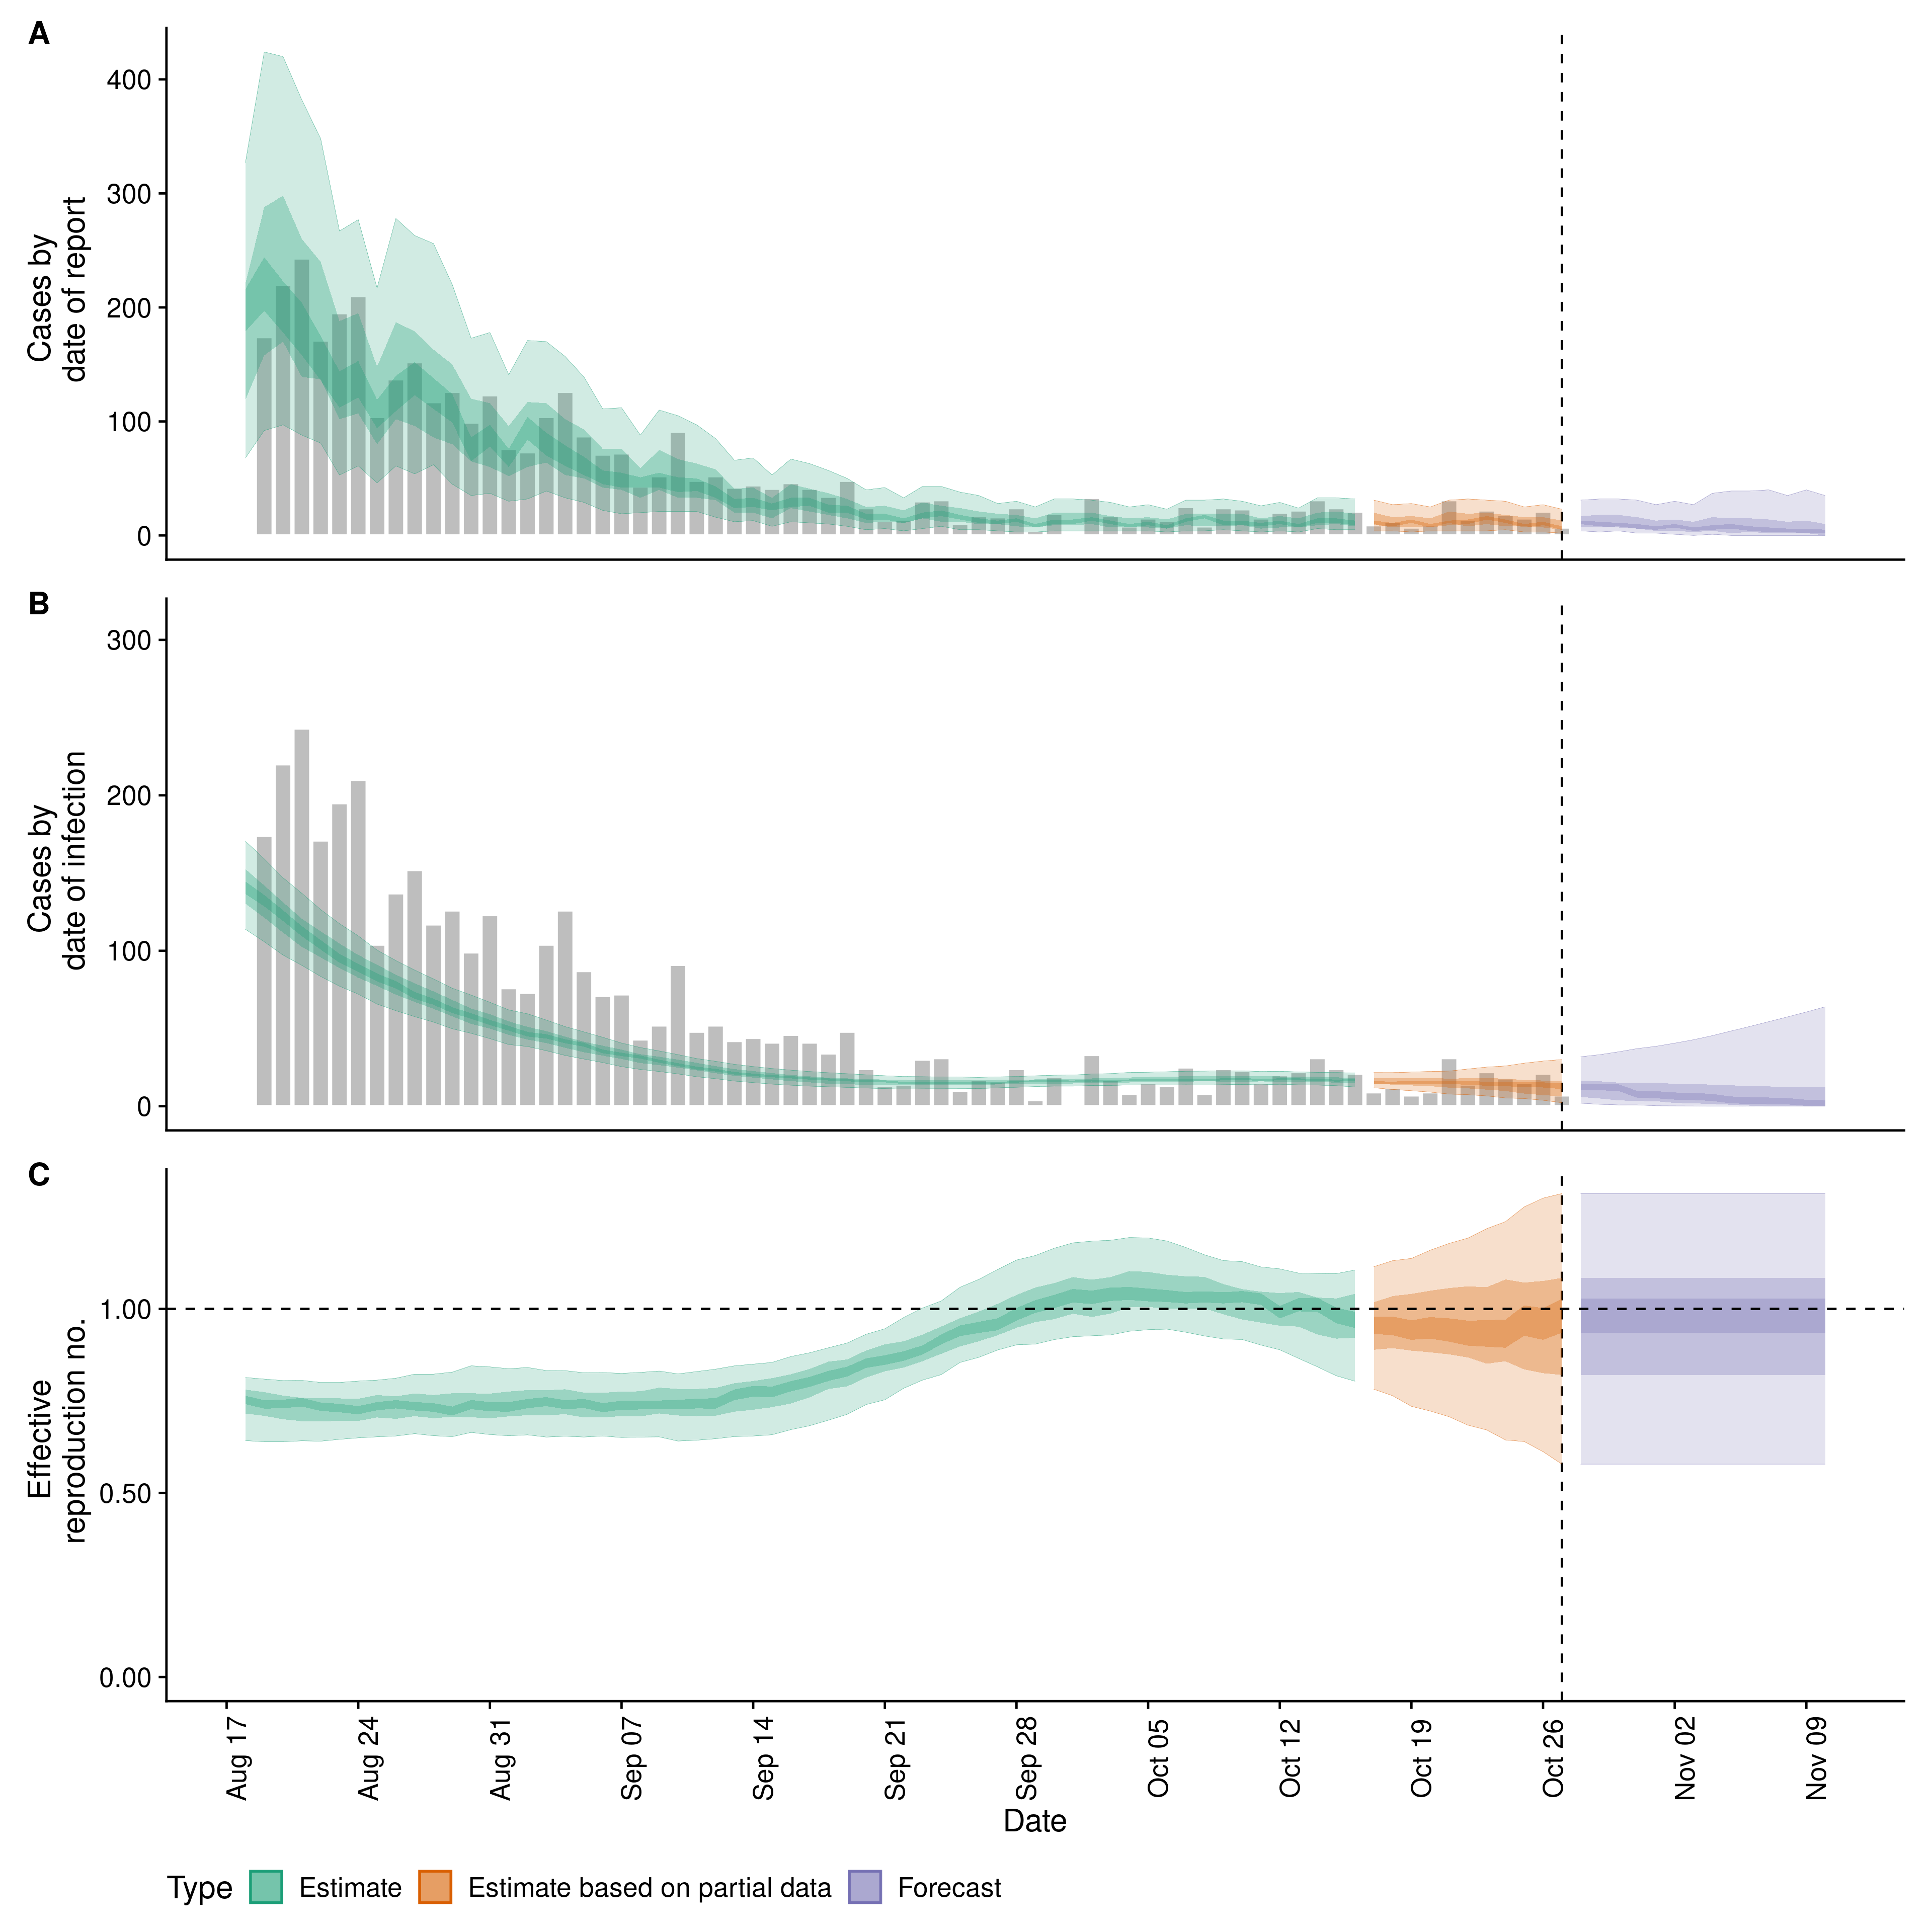 A
400
300
200
100
0
Cases by
date of report
B
300
200
100
0
Cases by
date of infection
C
1.00
0.50
0.00
Effective
reproduction no.
Aug 17
Aug 24
Aug 31
Sep 07
Sep 14
Sep 21
Sep 28
Oct 05
Oct 12
Oct 19
Oct 26
Nov 02
Nov 09
Date
Type Estimate Estimate based on partial data Forecast